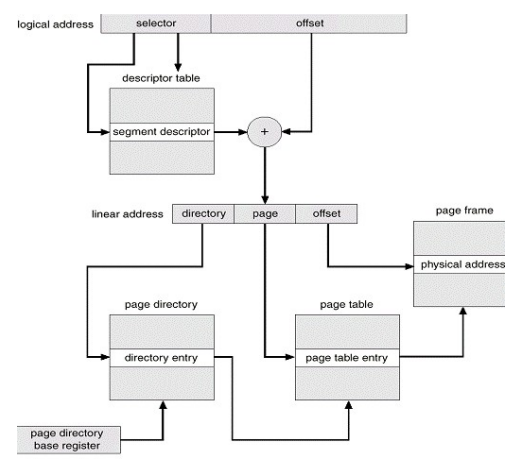 logical address selector offset
descriptor table
segment descriptor +
linear address directory page offset
page frame
physical address
page directory page table
directory entry page table entry
page directory
base register